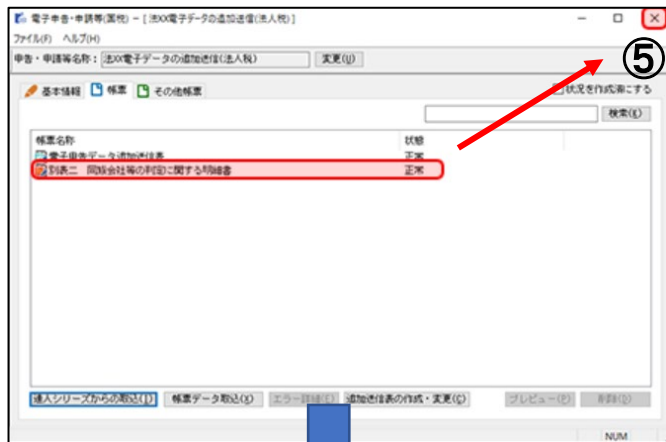 電子申告・申請等(国税) - [法XX電子データの追加送信(法人税)]
ファイル(F) ヘルプ(H)
申告・申請等名称: 法XX電子データの追加送信(法人税) 変更(U)
⑤
基本情報 帳票 その他帳票 状況を作成済にする
検索(K)
帳票名称 状態
電子申告データ追加送信表 正常
別表二 同族会社等の判定に関する明細書 正常
達人シリーズからの取込(I) 帳票データ取込(X) エラー詳細(E) 追加送信表の作成・変更(C) プレビュー(P) 削除(D)
NUM